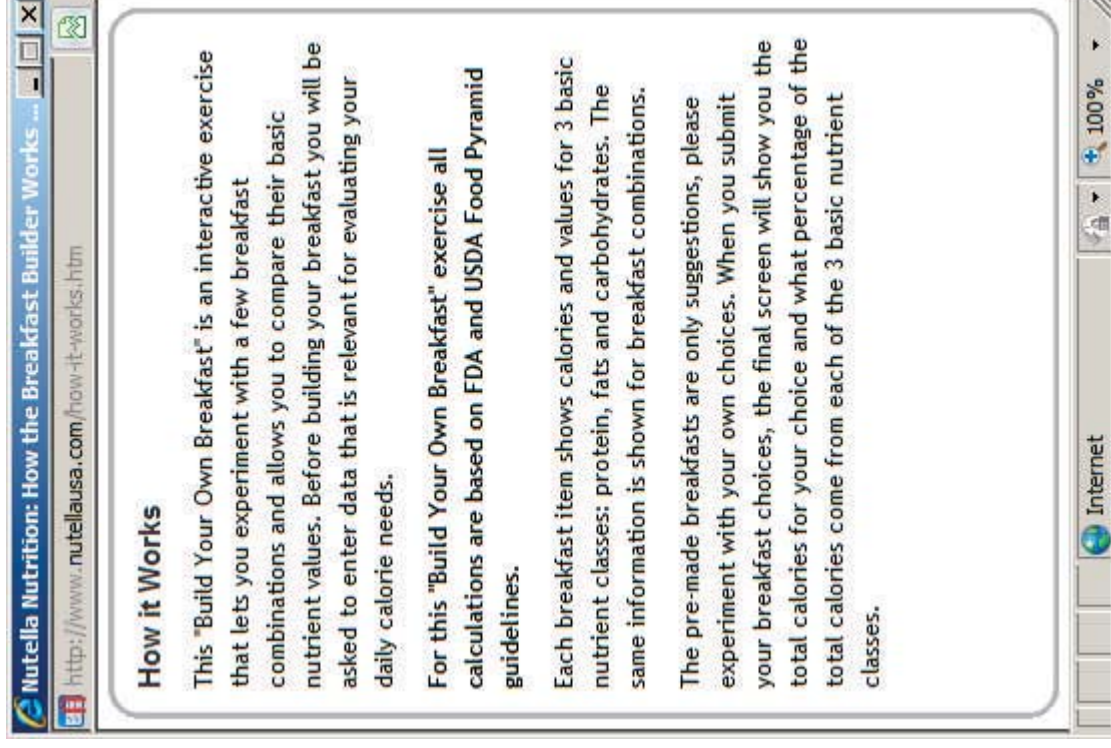 Nutella Nutrition: How the Breakfast Builder Works ...
http://www.nutellausa.com/how-it-works.htm
How it Works
This "Build Your Own Breakfast" is an interactive exercise
that lets you experiment with a few breakfast
combinations and allows you to compare their basic
nutrient values. Before building your breakfast you will be
asked to enter data that is relevant for evaluating your
daily calorie needs.
For this "Build Your Own Breakfast" exercise all
calculations are based on FDA and USDA Food Pyramid
guidelines.
Each breakfast item shows calories and values for 3 basic
nutrient classes: protein, fats and carbohydrates. The
same information is shown for breakfast combinations.
The pre-made breakfasts are only suggestions, please
experiment with your own choices. When you submit
your breakfast choices, the final screen will show you the
total calories for your choice and what percentage of the
total calories come from each of the 3 basic nutrient
classes.
Internet
100%